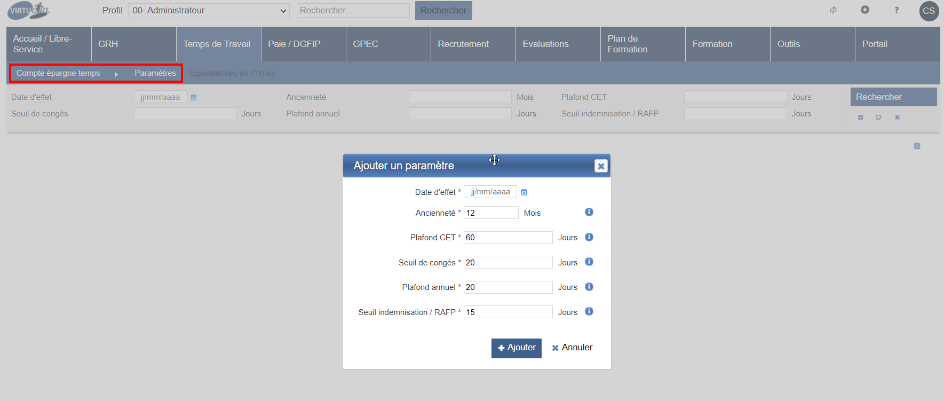 VIRTUALIA
Profil 00- Administrateur Rechercher... Rechercher ? CS
Accueil / Libre-Service GRH Temps de Travail Paie / DGFIP GPEC Recrutement Evaluations Plan de Formation Formation Outils Portail
Compte épargne temps Paramètres Equivalences en Primes
Date d'effet jj/mm/aaaa Ancienneté Mois Plafond CET Jours Rechercher
Seuil de congés Jours Plafond annuel Jours Seuil indemnisation / RAFP Jours
Ajouter un paramètre
Date d'effet * jj/mm/aaaa
Ancienneté * 12 Mois
Plafond CET * 60 Jours
Seuil de congés * 20 Jours
Plafond annuel * 20 Jours
Seuil indemnisation / RAFP * 15 Jours
Ajouter Annuler